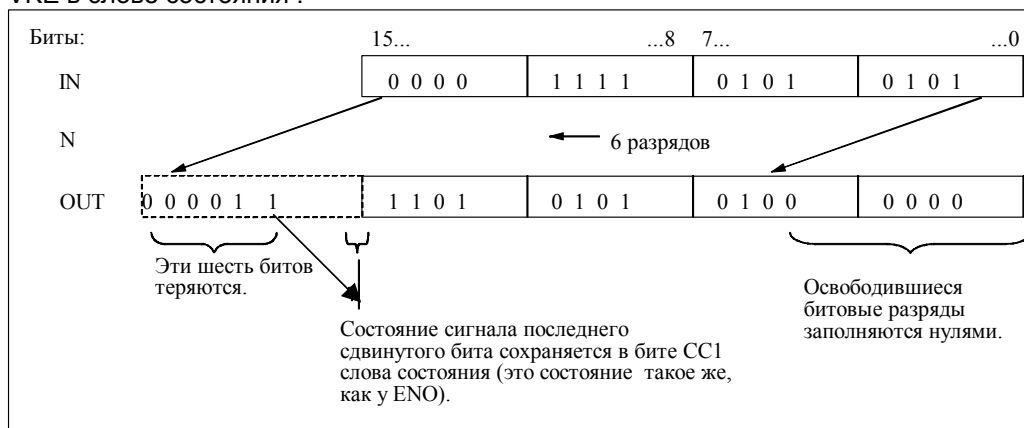 VKE в слове состояния .
Биты: 15... ...8 7... ...0
IN 0 0 0 0 1 1 1 1 0 1 0 1 0 1 0 1
N 6 разрядов
OUT 0 0 0 0 1 1 1 1 0 1 0 1 0 1 0 1 0 0 0 0 0 0
Эти шесть битов
теряются.
Состояние сигнала последнего
сдвинутого бита сохраняется в бите CC1
слова состояния (это состояние такое же,
как у ENO).
Освободившиеся
битовые разряды
заполняются нулями.